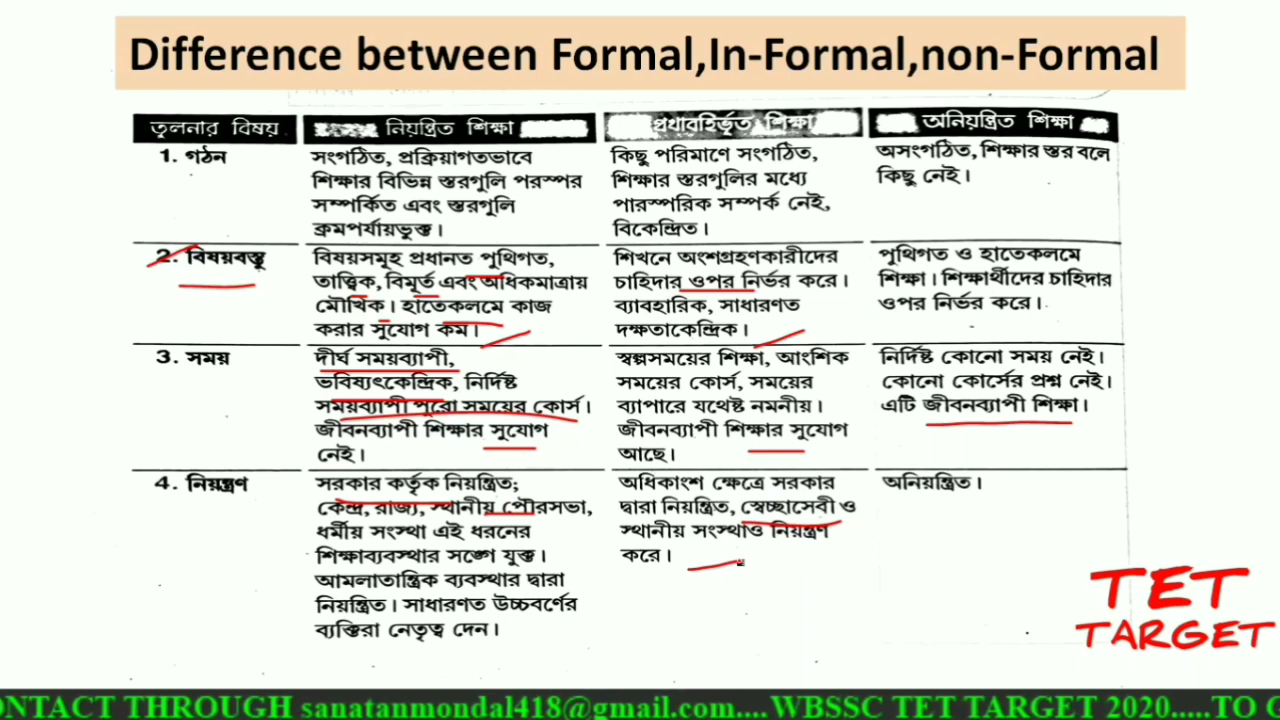 Difference between Formal,In-Formal,non-Formal
তুলনার বিষয়
নিয়ন্ত্রিত শিক্ষা
প্রথাবহির্ভূত শিক্ষা
অনিয়ন্ত্রিত শিক্ষা
1. গঠন
সংগঠিত, প্রক্রিয়াগতভাবে
শিক্ষার বিভিন্ন স্তরগুলি পরস্পর
সম্পর্কিত এবং স্তরগুলি
ক্রমপর্যায়ভুক্ত।
কিছু পরিমাণে সংগঠিত,
শিক্ষার স্তরগুলির মধ্যে
পারস্পরিক সম্পর্ক নেই,
বিকেন্দ্রিত।
অসংগঠিত, শিক্ষার স্তর বলে
কিছু নেই।
2. বিষয়বস্তু
বিষয়সমূহ প্রধানত পুথিগত,
তাত্ত্বিক, বিমূর্ত এবং অধিকমাত্রায়
মৌখিক। হাতেকলমে কাজ
করার সুযোগ কম।
শিখনে অংশগ্রহণকারীদের
চাহিদার ওপর নির্ভর করে।
ব্যাবহারিক, সাধারণত
দক্ষতাকেন্দ্রিক।
পুথিগত ও হাতেকলমে
শিক্ষা। শিক্ষার্থীদের চাহিদার
ওপর নির্ভর করে।
3. সময়
দীর্ঘ সময়ব্যাপী,
ভবিষ্যৎকেন্দ্রিক, নির্দিষ্ট
সময়ব্যাপী পুরো সময়ের কোর্স।
জীবনব্যাপী শিক্ষার সুযোগ
নেই।
স্বল্পসময়ের শিক্ষা, আংশিক
সময়ের কোর্স, সময়ের
ব্যাপারে যথেষ্ট নমনীয়।
জীবনব্যাপী শিক্ষার সুযোগ
আছে।
নির্দিষ্ট কোনো সময় নেই।
কোনো কোর্সের প্রশ্ন নেই।
এটি জীবনব্যাপী শিক্ষা।
4. নিয়ন্ত্রণ
সরকার কর্তৃক নিয়ন্ত্রিত;
কেন্দ্র, রাজ্য, স্থানীয় পৌরসভা,
ধর্মীয় সংস্থা এই ধরনের
শিক্ষাব্যবস্থার সঙ্গে যুক্ত।
আমলাতান্ত্রিক ব্যবস্থার দ্বারা
নিয়ন্ত্রিত। সাধারণত উচ্চবর্ণের
ব্যক্তিরা নেতৃত্ব দেন।
অধিকাংশ ক্ষেত্রে সরকার
দ্বারা নিয়ন্ত্রিত, স্বেচ্ছাসেবী ও
স্থানীয় সংস্থাও নিয়ন্ত্রণ
করে।
অনিয়ন্ত্রিত।
TET
TARGET
ONTACT THROUGH sanatanmondal418@gmail.com.... WBSSC TET TARGET 2020.....TO